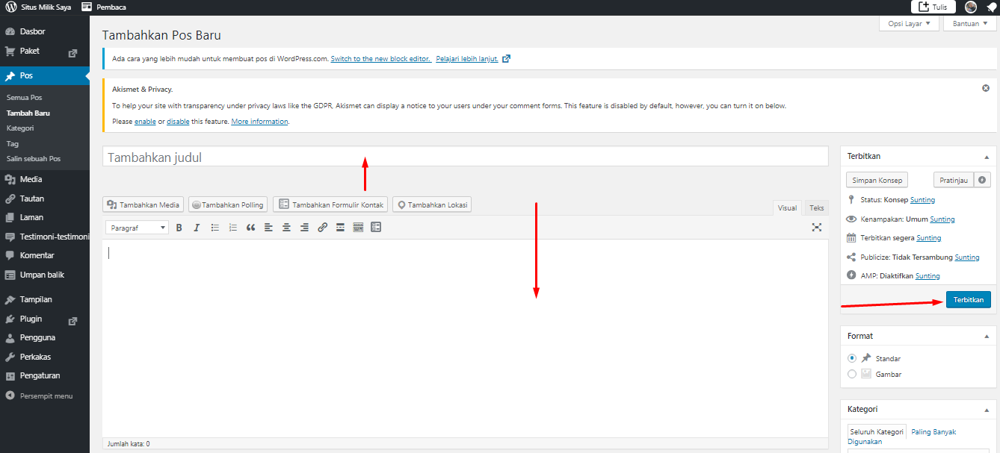 Situs Milik Saya
Pembaca
Tulis
Dasbor
Paket
Pos
Semua Pos
Tambah Baru
Kategori
Tag
Salin sebuah Pos
Media
Tautan
Laman
Testimoni-testimoni
Komentar
Umpan balik
Tampilan
Plugin
Pengguna
Perkakas
Pengaturan
Persempit menu
Opsi Layar
Bantuan
Tambahkan Pos Baru
Ada cara yang lebih mudah untuk membuat pos di WordPress.com. Switch to the new block editor. Pelajari lebih lanjut.
Akismet & Privacy.
To help your site with transparency under privacy laws like the GDPR, Akismet can display a notice to your users under your comment forms. This feature is disabled by default, however, you can turn it on below.
Please enable or disable this feature. More information.
Tambahkan judul
Tambahkan Media
Tambahkan Polling
Tambahkan Formulir Kontak
Tambahkan Lokasi
Visual
Teks
Paragraf
B I
Jumlah kata: 0
Terbitkan
Simpan Konsep
Pratinjau
Status: Konsep Sunting
Kenampakan: Umum Sunting
Terbitkan segera Sunting
Publicize: Tidak Tersambung Sunting
AMP: Diaktifkan Sunting
Terbitkan
Format
Standar
Gambar
Kategori
Seluruh Kategori
Paling Banyak
Digunakan